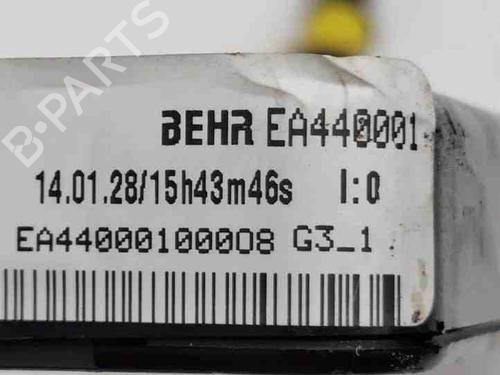 B-PARTS
BEHR EA440001
14.01.28/15h43m46s I:0
EA44000100008 G3_1